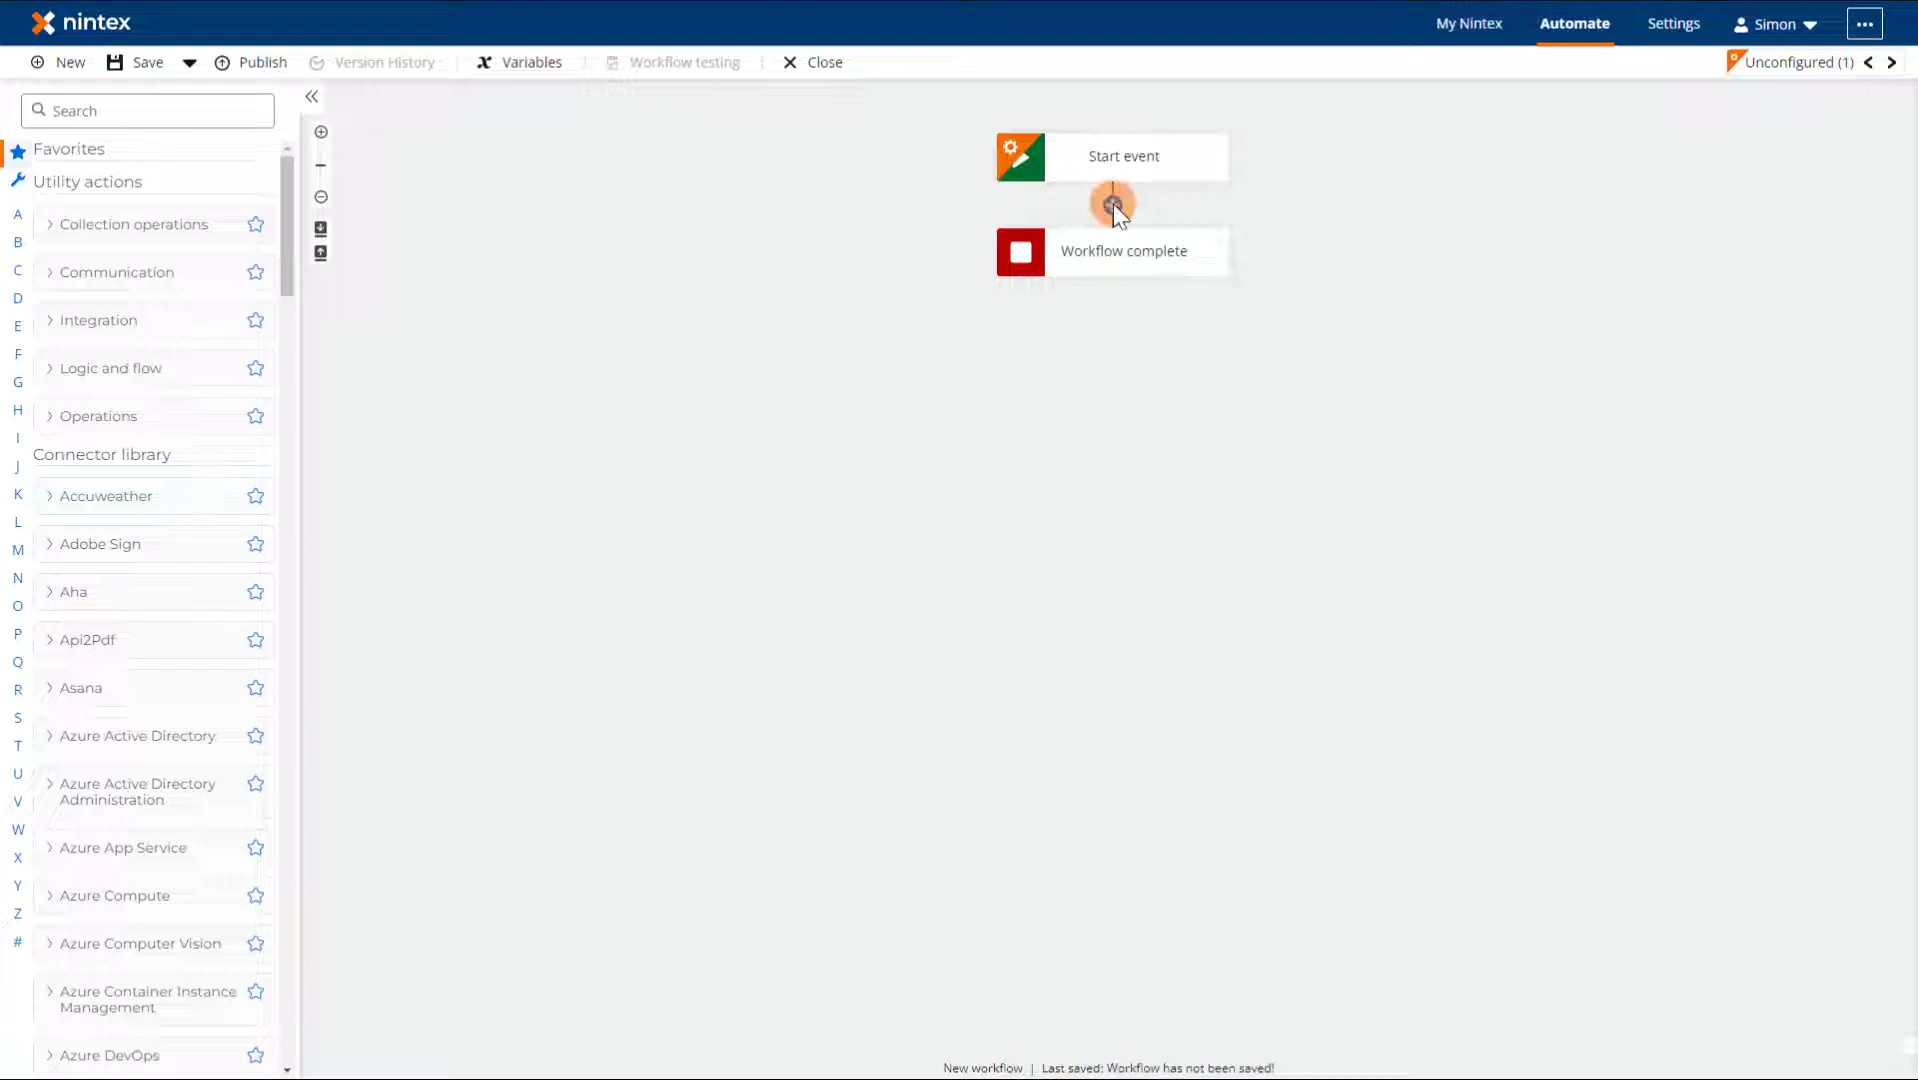 nintex
My Nintex
Automate
Settings
Simon
...
New
Save
Publish
Version History
Variables
Workflow testing
Close
Unconfigured (1)
Search
Favorites
Utility actions
Collection operations
Communication
Integration
Logic and flow
Operations
Connector library
Accuweather
Adobe Sign
Aha
Api2Pdf
Asana
Azure Active Directory
Azure Active Directory
Administration
Azure App Service
Azure Compute
Azure Computer Vision
Azure Container Instance
Management
Azure DevOps
A
B
C
D
E
F
G
H
I
J
K
L
M
N
O
P
Q
R
S
T
U
V
W
X
Y
Z
#
Start event
Workflow complete
New workflow | Last saved: Workflow has not been saved!